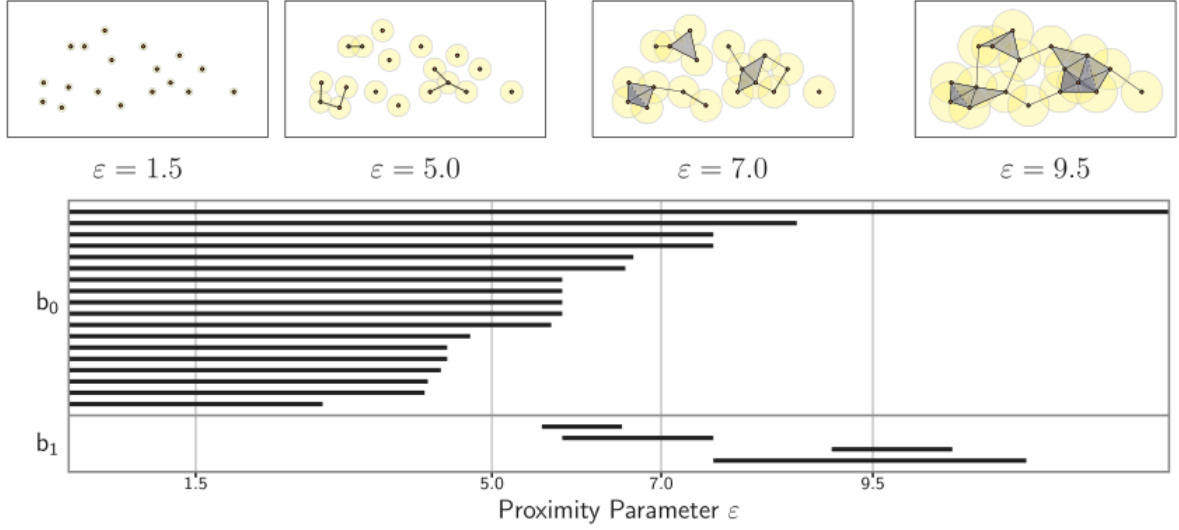 ε = 1.5
ε = 5.0
ε = 7.0
ε = 9.5
b₀
b₁
1.5
5.0
7.0
9.5
Proximity Parameter ε